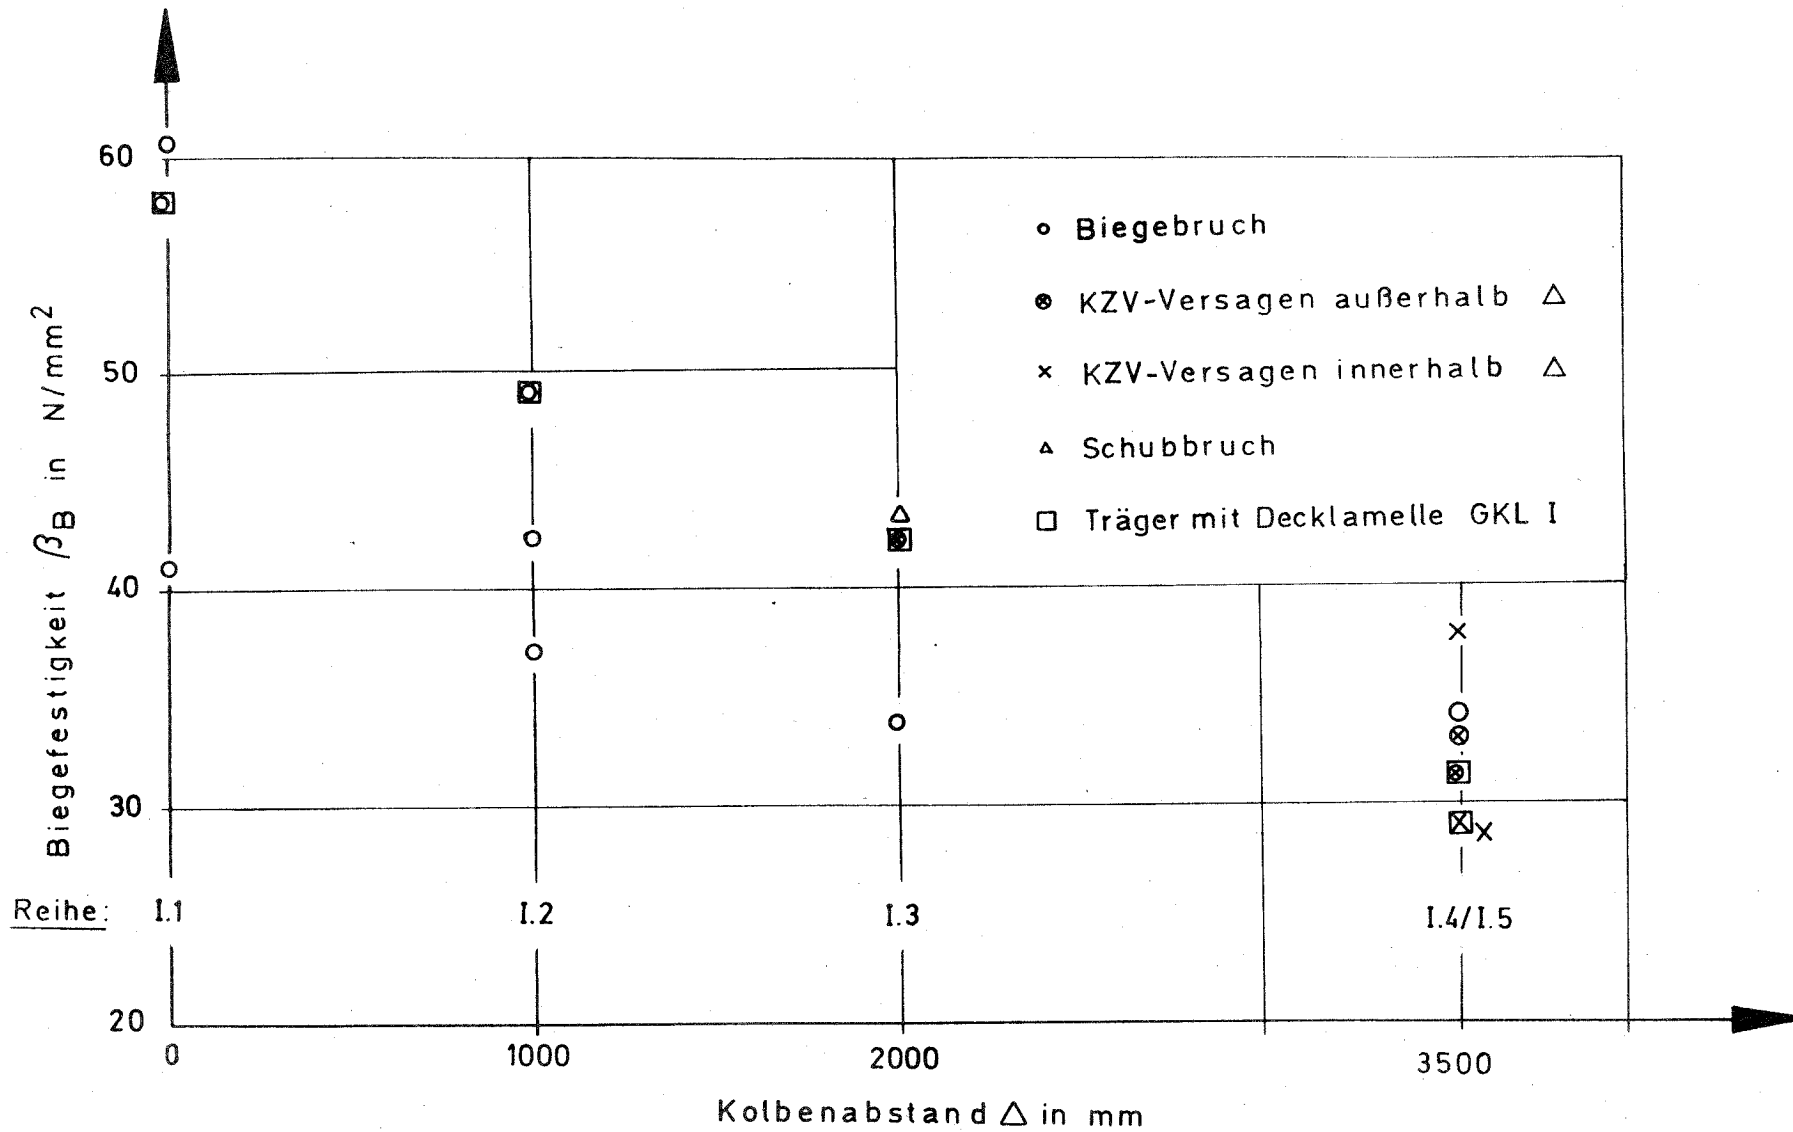 60
50
40
30
20
Biegefestigkeit βB in N/mm²
Biegebruch
KZV-Versagen außerhalb △
KZV-Versagen innerhalb △
Schubbruch
Träger mit Decklamelle GKL I
Reihe: I.1 I.2 I.3 I.4/I.5
0 1000 2000 3500
Kolbenabstand △ in mm